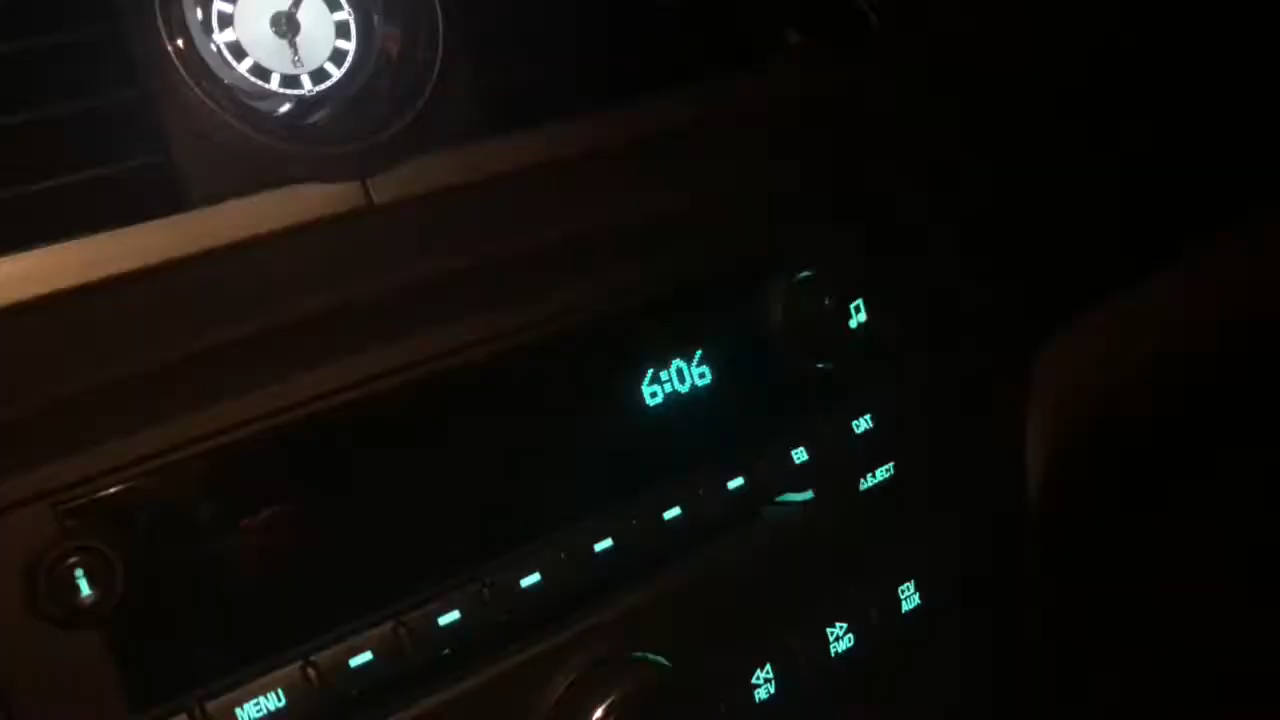 6:06
EQ
CAT
EJECT
i
CD/
AUX
FWD
REV
MENU